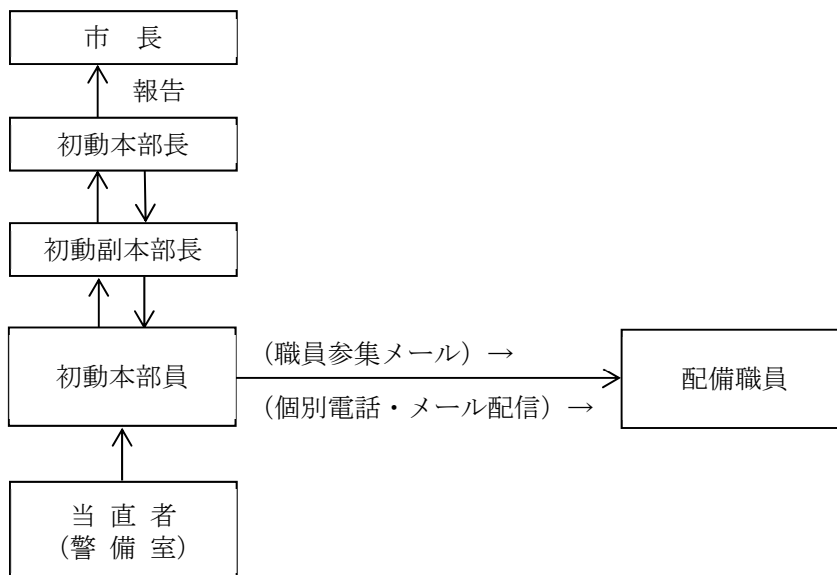 市　長
報告
初動本部長
初動副本部長
初動本部員
（職員参集メール）→
（個別電話・メール配信）→
配備職員
当 直 者
（警 備 室）